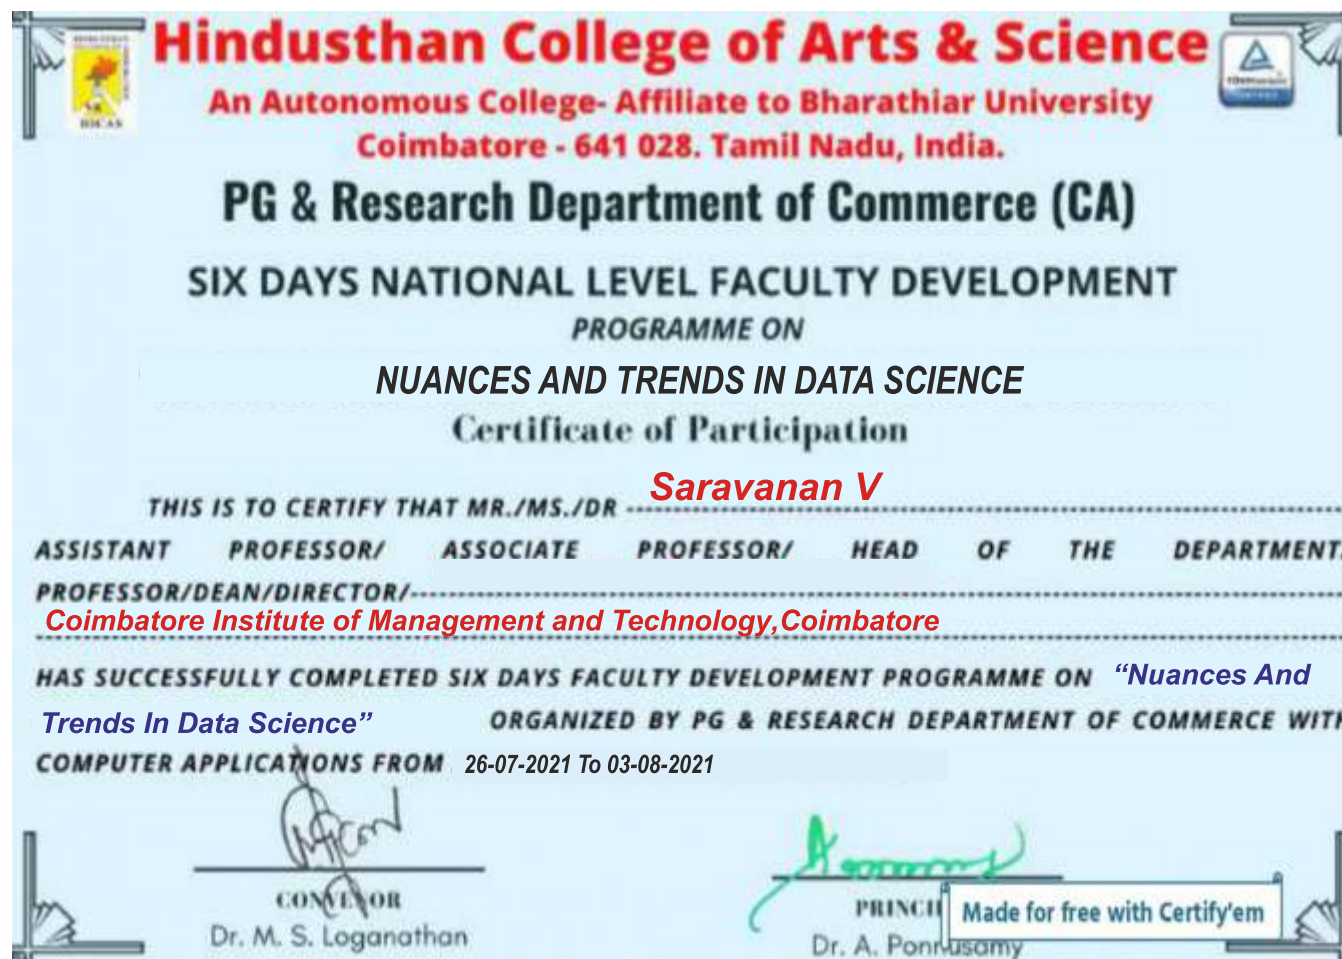 Hindusthan College of Arts & Science
An Autonomous College- Affiliate to Bharathiar University
Coimbatore - 641 028. Tamil Nadu, India.
HICAS
PG & Research Department of Commerce (CA)
SIX DAYS NATIONAL LEVEL FACULTY DEVELOPMENT
PROGRAMME ON
NUANCES AND TRENDS IN DATA SCIENCE
Certificate of Participation
THIS IS TO CERTIFY THAT MR./MS./DR Saravanan V
ASSISTANT PROFESSOR/ ASSOCIATE PROFESSOR/ HEAD OF THE DEPARTMENT/
PROFESSOR/DEAN/DIRECTOR/
Coimbatore Institute of Management and Technology,Coimbatore
HAS SUCCESSFULLY COMPLETED SIX DAYS FACULTY DEVELOPMENT PROGRAMME ON “Nuances And
Trends In Data Science” ORGANIZED BY PG & RESEARCH DEPARTMENT OF COMMERCE WITH
COMPUTER APPLICATIONS FROM 26-07-2021 To 03-08-2021
CONVENOR
Dr. M. S. Loganathan
PRINCI
Dr. A. Ponnusamy
Made for free with Certify'em